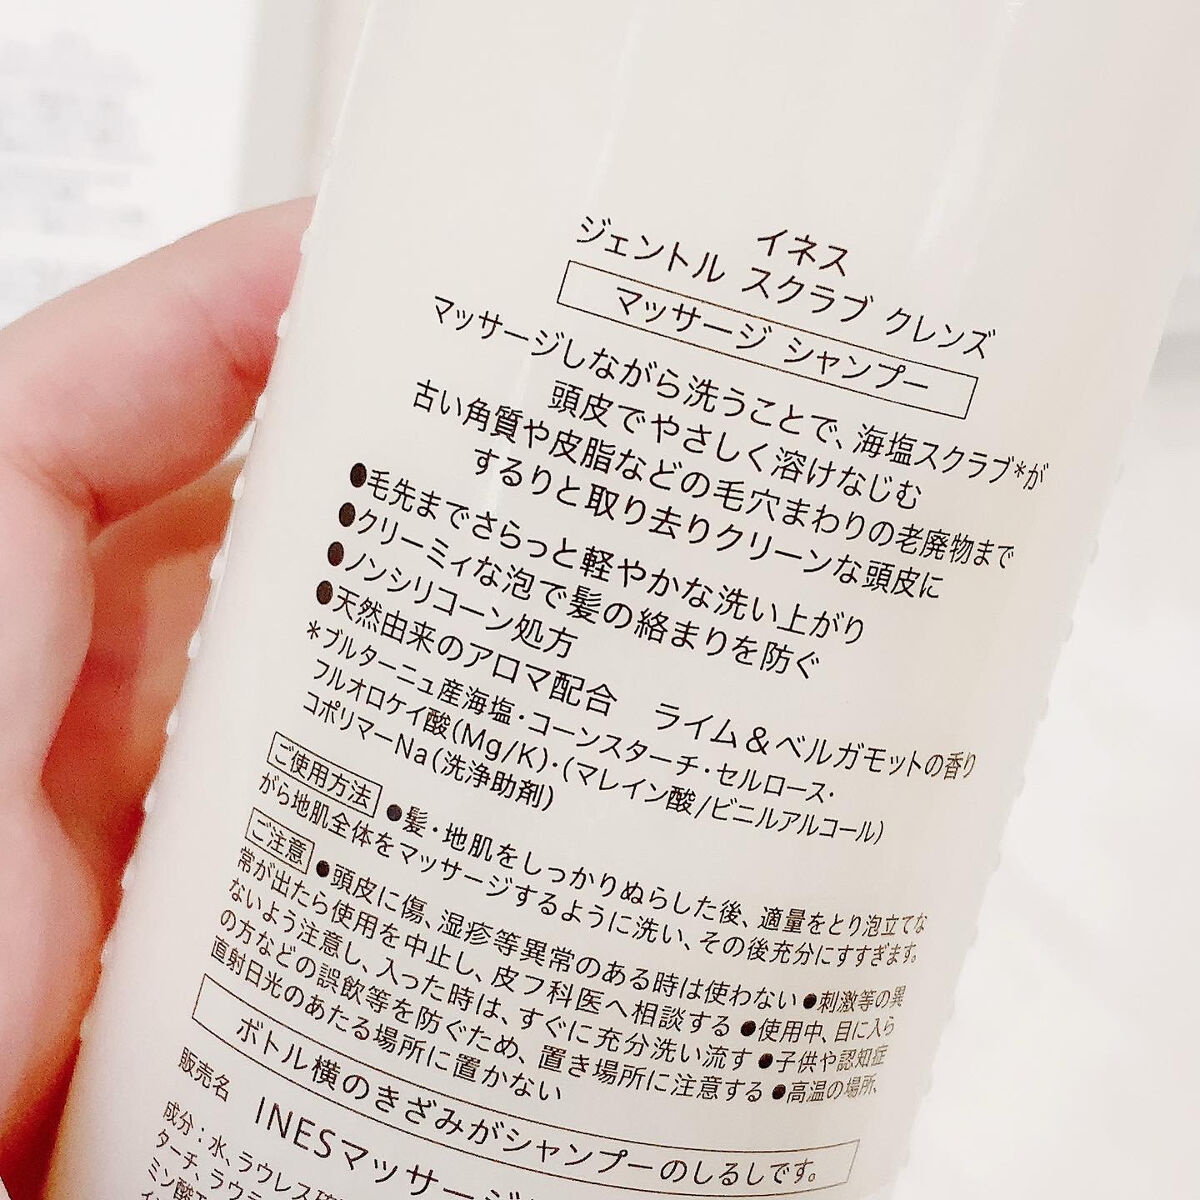 イネス
ジェントル スクラブ クレンズ
マッサージ シャンプー
マッサージしながら洗うことで、海塩スクラブ*が
頭皮でやさしく溶けなじむ
古い角質や皮脂などの毛穴まわりの老廃物まで
するりと取り去りクリーンな頭皮に
●毛先までさらっと軽やかな洗い上がり
●クリーミィな泡で髪の絡まりを防ぐ
●ノンシリコーン処方
●天然由来のアロマ配合 ライム&ベルガモットの香り
*ブルターニュ産海塩・コーンスターチ・セルロース・
フルオロケイ酸(Mg/K)・(マレイン酸/ビニルアルコール)
コポリマーNa(洗浄助剤)
ご使用方法 ●髪・地肌をしっかりぬらした後、適量をとり泡立てな
がら地肌全体をマッサージするように洗い、その後充分にすすぎます。
ご注意 ●頭皮に傷、湿疹等異常のある時は使わない ●刺激等の異
常が出たら使用を中止し、皮フ科医へ相談する ●使用中、目に入ら
ないよう注意し、入った時は、すぐに充分洗い流す ●子供や認知症
の方などの誤飲等を防ぐため、置き場所に注意する ●高温の場所、
直射日光のあたる場所に置かない
ボトル横のきざみがシャンプーのしるしです。
販売名 INESマッサージ
成分:水、ラウレス硫
ターチ、ラウラ
ミン酸